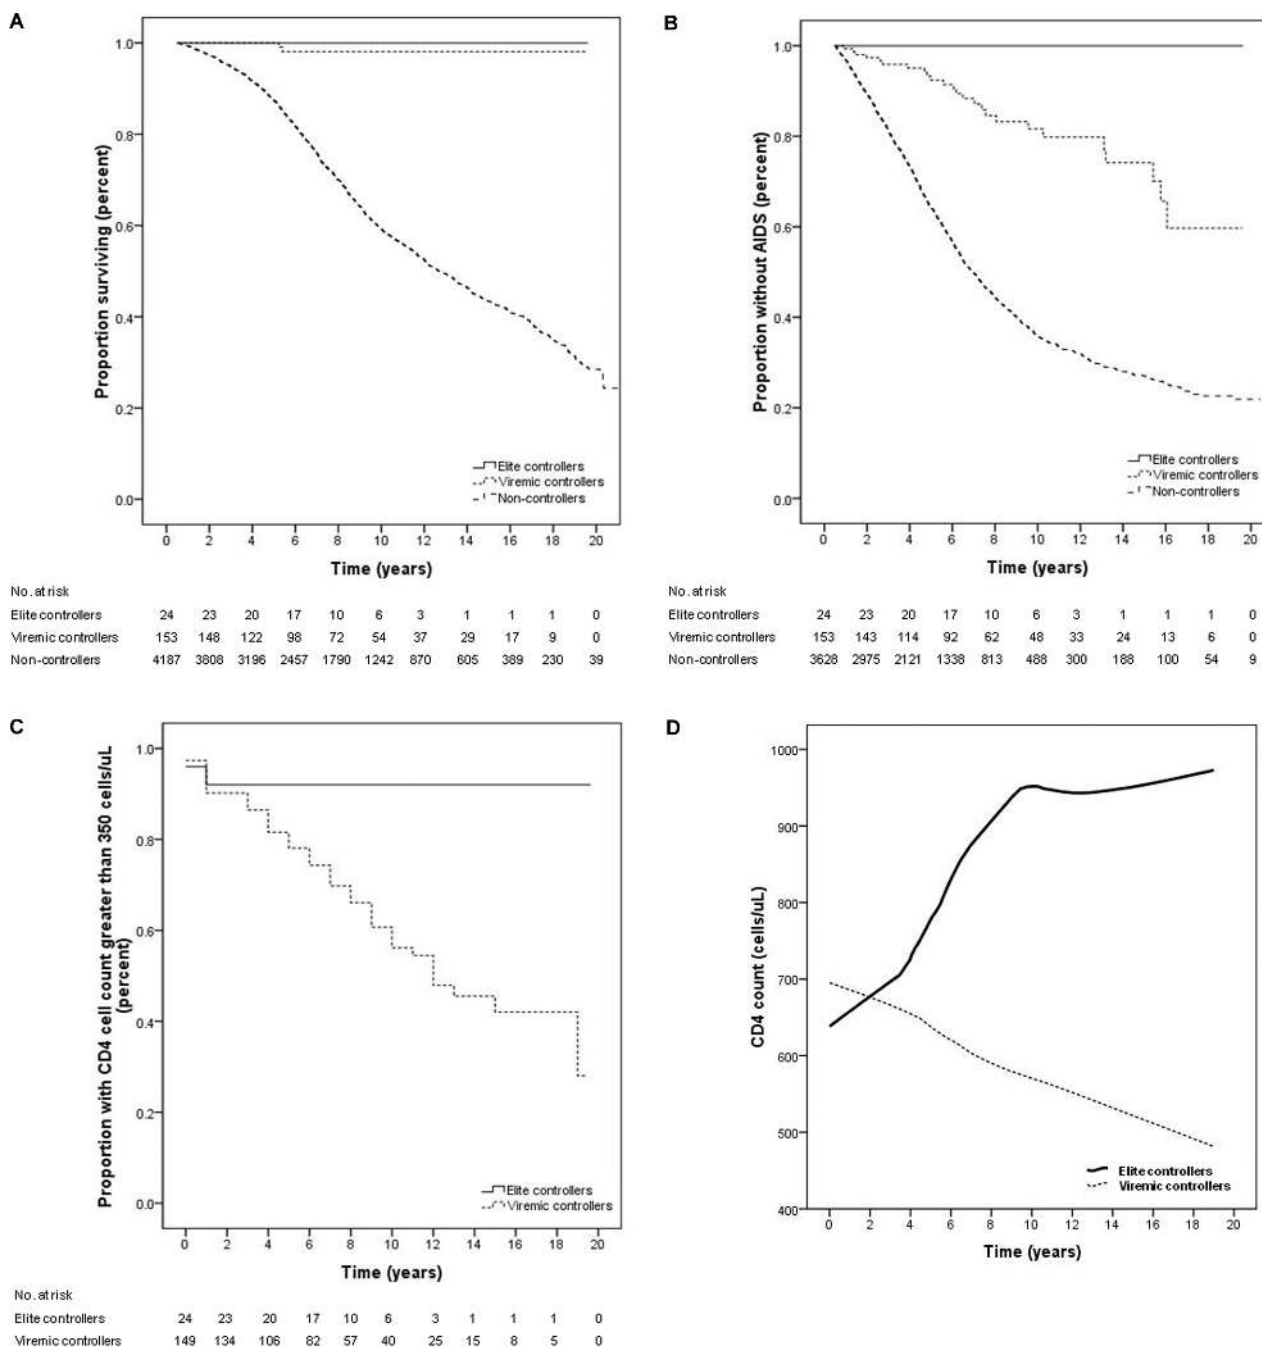 A
Proportion surviving (percent)
1.0
0.8
0.6
0.4
0.2
0.0
Elite controllers
Viremic controllers
Non-controllers
0 2 4 6 8 10 12 14 16 18 20
Time (years)
No. at risk
Elite controllers 24 23 20 17 10 6 3 1 1 1 0
Viremic controllers 153 148 122 98 72 54 37 29 17 9 0
Non-controllers 4187 3808 3196 2457 1790 1242 870 605 389 230 39
B
Proportion without AIDS (percent)
1.0
0.8
0.6
0.4
0.2
0.0
Elite controllers
Viremic controllers
Non-controllers
0 2 4 6 8 10 12 14 16 18 20
Time (years)
No. at risk
Elite controllers 24 23 20 17 10 6 3 1 1 1 0
Viremic controllers 153 143 114 92 62 48 33 24 13 6 0
Non-controllers 3628 2975 2121 1338 813 488 300 188 100 54 9
C
Proportion with CD4 cell count greater than 350 cells/uL
(percent)
1.0
0.8
0.6
0.4
0.2
0.0
Elite controllers
Viremic controllers
0 2 4 6 8 10 12 14 16 18 20
Time (years)
No. at risk
Elite controllers 24 23 20 17 10 6 3 1 1 1 0
Viremic controllers 149 134 106 82 57 40 25 15 8 5 0
D
CD4 count (cells/uL)
1000
900
800
700
600
500
400
Elite controllers
Viremic controllers
0 2 4 6 8 10 12 14 16 18 20
Time (years)